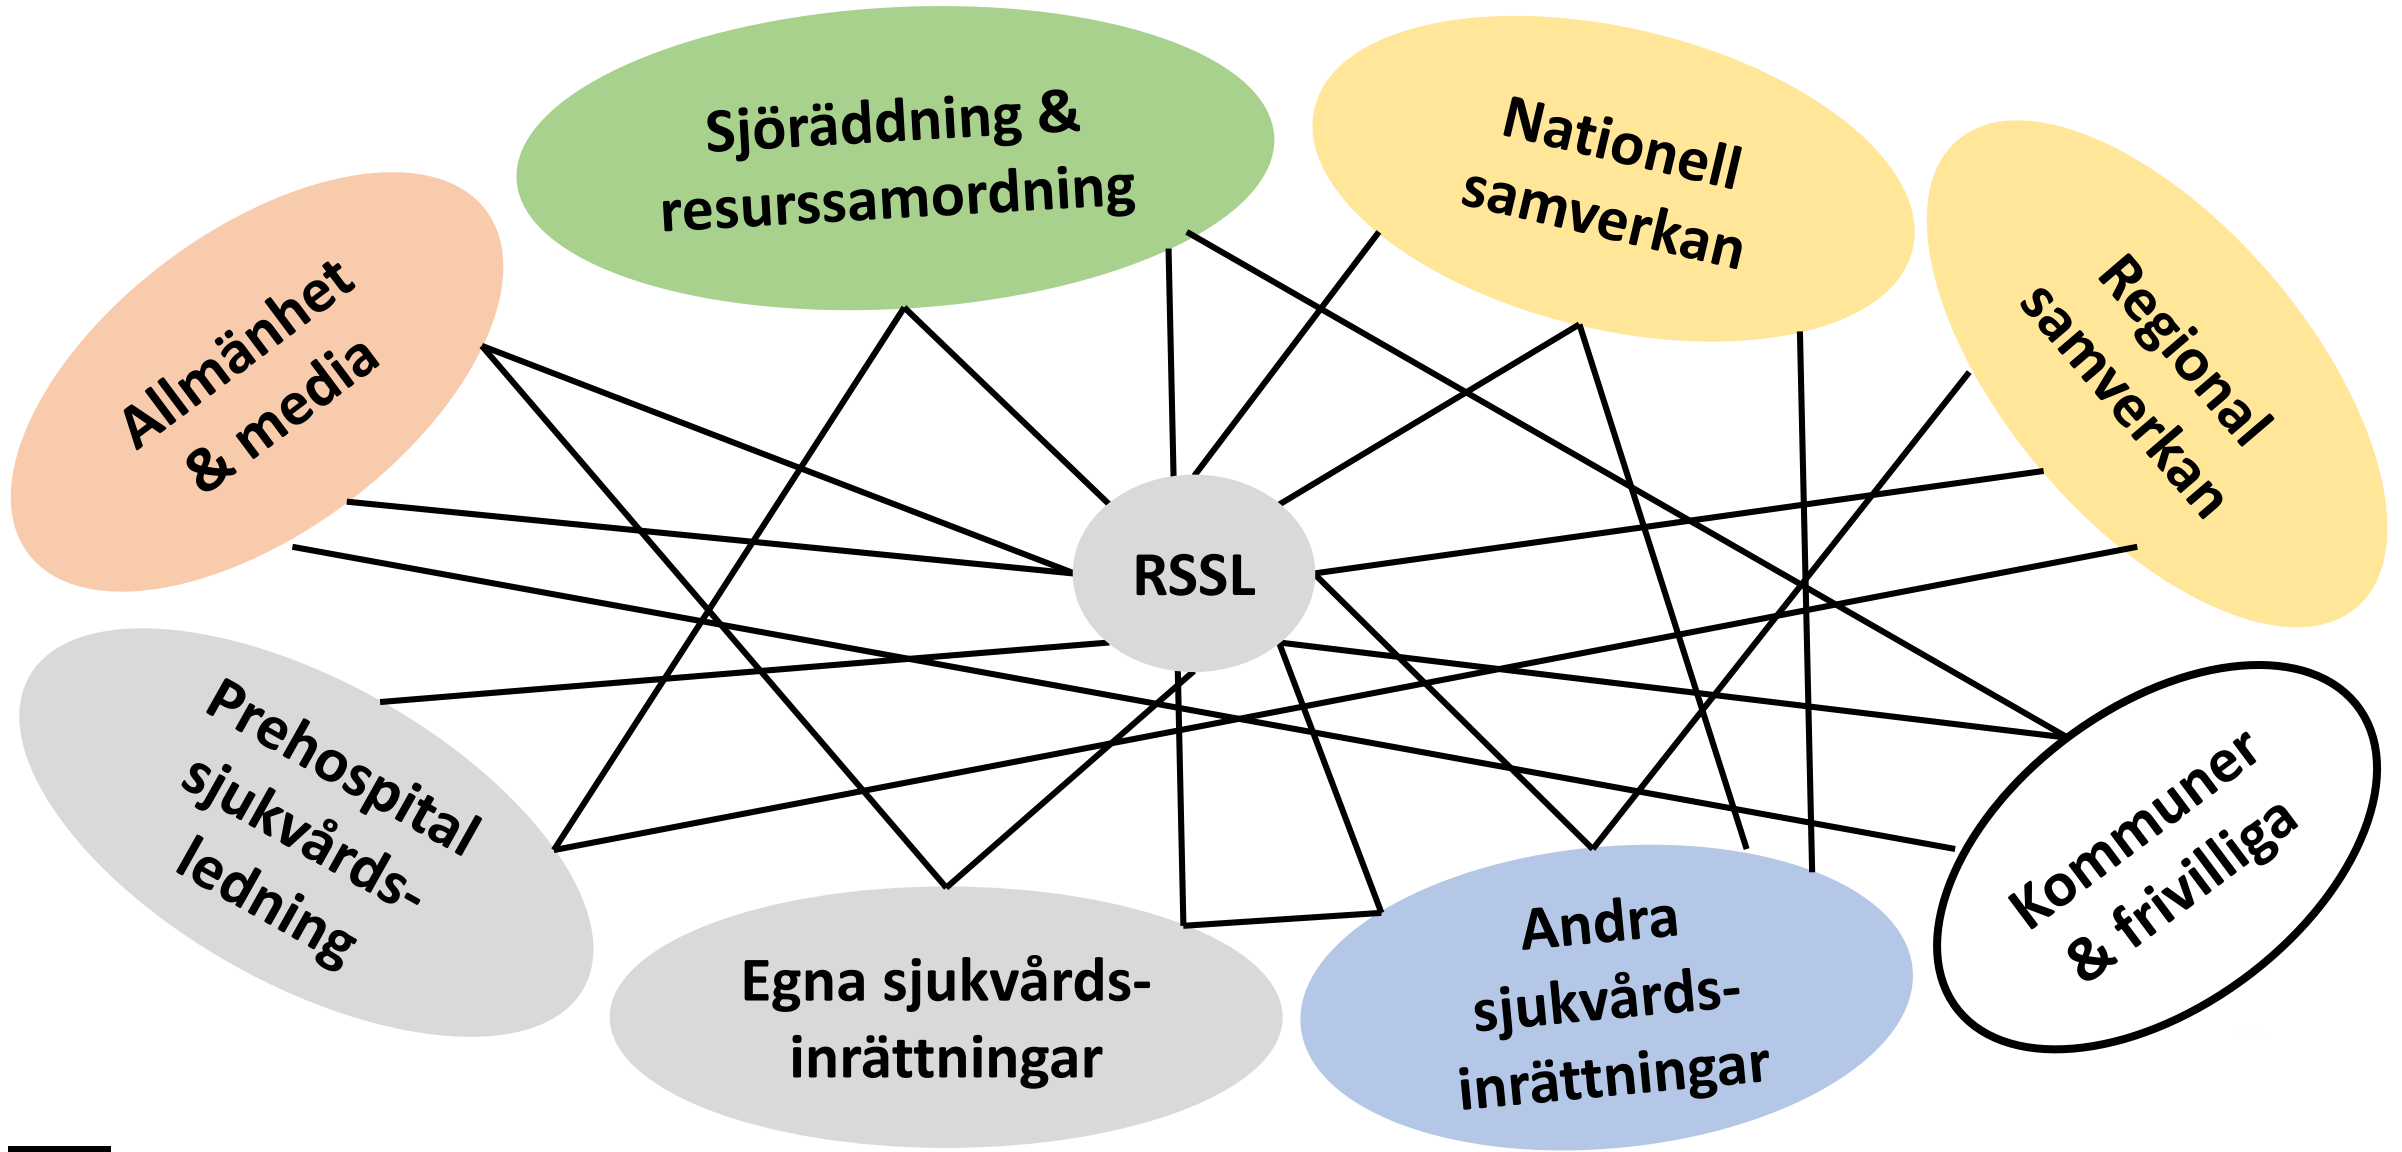 Sjöräddning &
resurssamordning
Nationell
samverkan
Regional
samverkan
Allmänhet
& media
RSSL
Prehospital
sjukvårds-
ledning
Egna sjukvårds-
inrättningar
Andra
sjukvårds-
inrättningar
Kommuner
& frivilliga